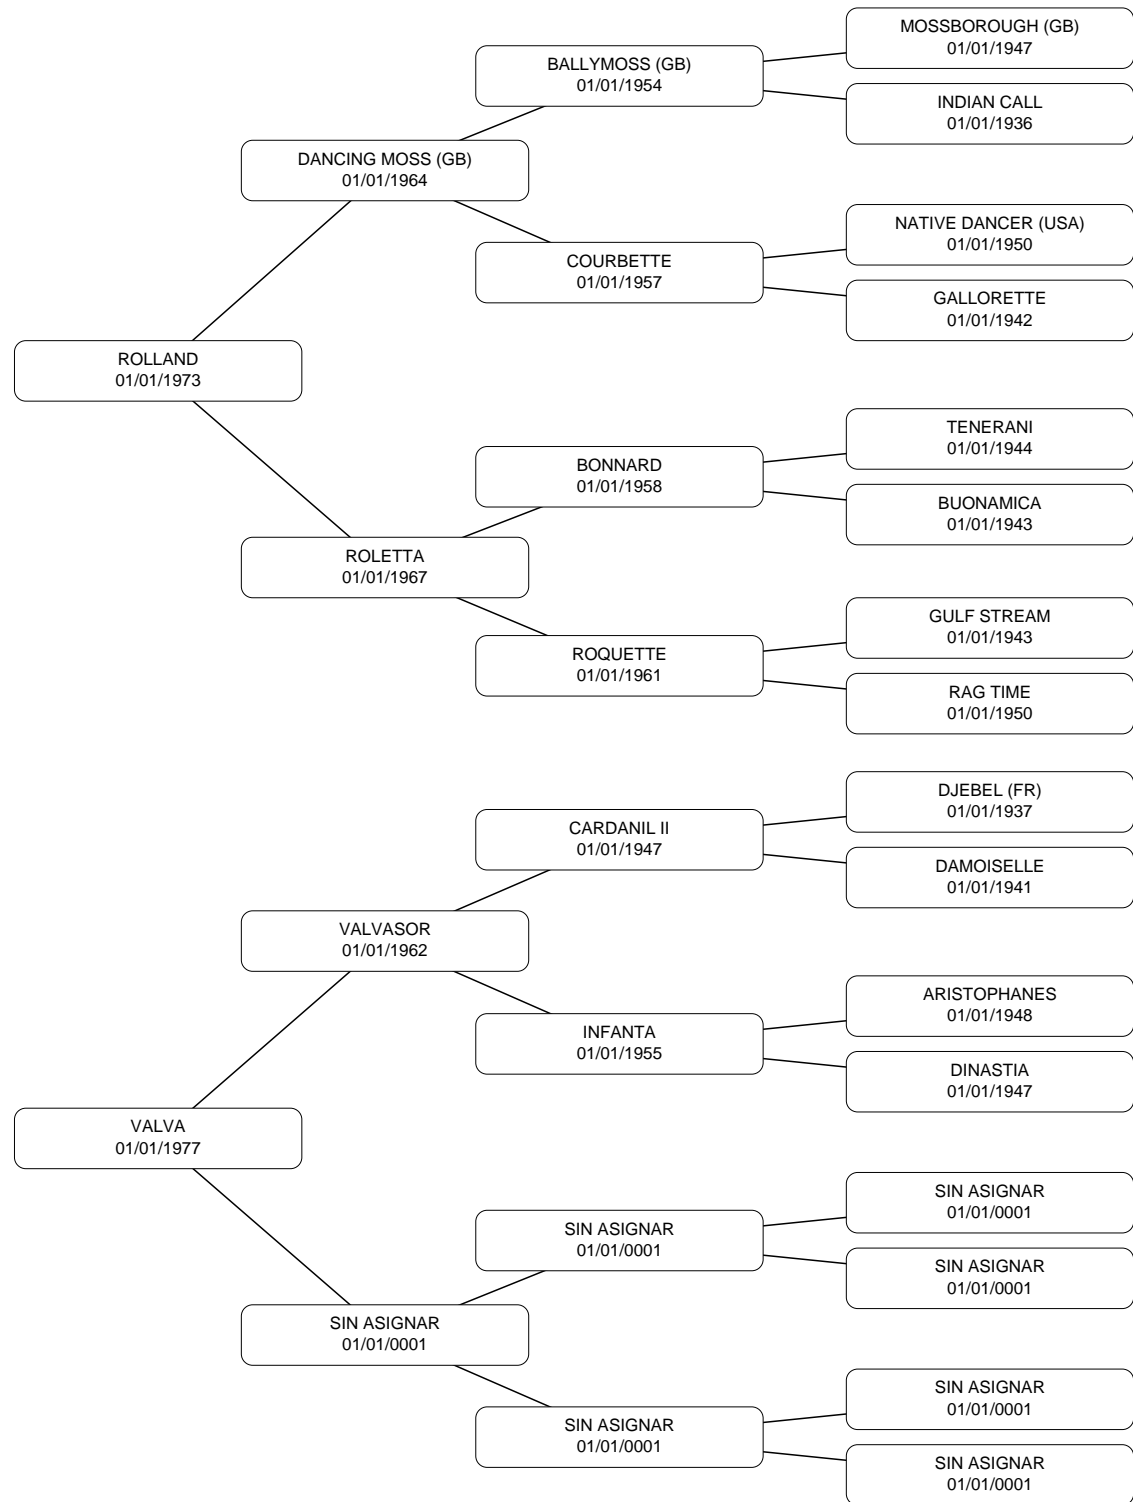 MOSSBOROUGH (GB)
01/01/1947
BALLYMOSS (GB)
01/01/1954
INDIAN CALL
01/01/1936
DANCING MOSS (GB)
01/01/1964
NATIVE DANCER (USA)
01/01/1950
COURBETTE
01/01/1957
GALLORETTE
01/01/1942
ROLLAND
01/01/1973
TENERANI
01/01/1944
BONNARD
01/01/1958
BUONAMICA
01/01/1943
ROLETTA
01/01/1967
GULF STREAM
01/01/1943
ROQUETTE
01/01/1961
RAG TIME
01/01/1950
DJEBEL (FR)
01/01/1937
CARDANIL II
01/01/1947
DAMOISELLE
01/01/1941
VALVASOR
01/01/1962
ARISTOPHANES
01/01/1948
INFANTA
01/01/1955
DINASTIA
01/01/1947
VALVA
01/01/1977
SIN ASIGNAR
01/01/0001
SIN ASIGNAR
01/01/0001
SIN ASIGNAR
01/01/0001
SIN ASIGNAR
01/01/0001
SIN ASIGNAR
01/01/0001
SIN ASIGNAR
01/01/0001
SIN ASIGNAR
01/01/0001